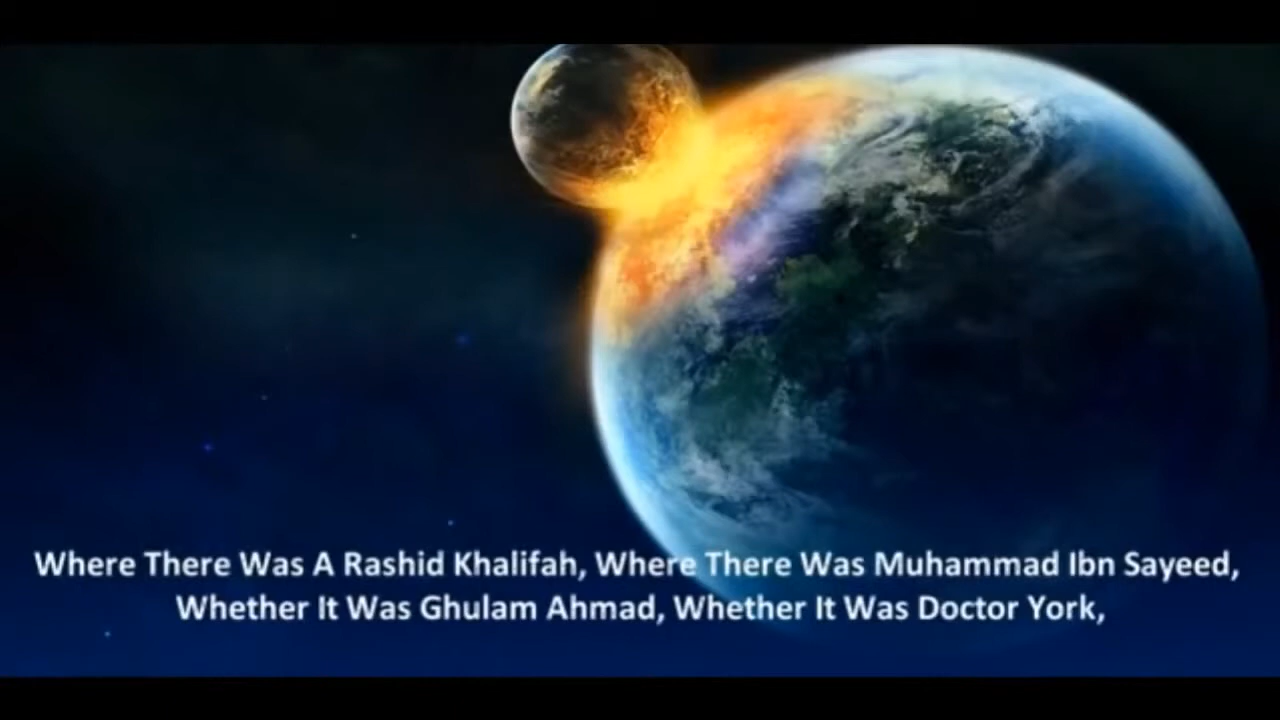 Where There Was A Rashid Khalifah, Where There Was Muhammad Ibn Sayeed,
Whether It Was Ghulam Ahmad, Whether It Was Doctor York,